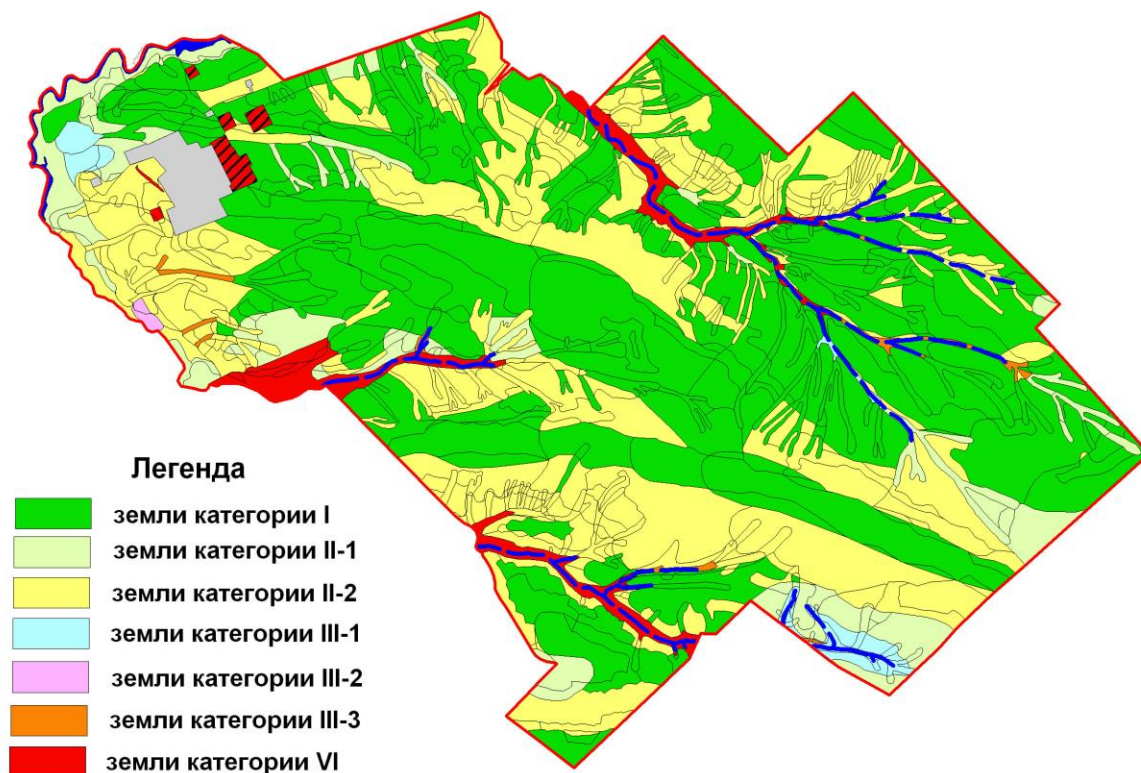 Легенда
земли категории I
земли категории II-1
земли категории II-2
земли категории III-1
земли категории III-2
земли категории III-3
земли категории VI